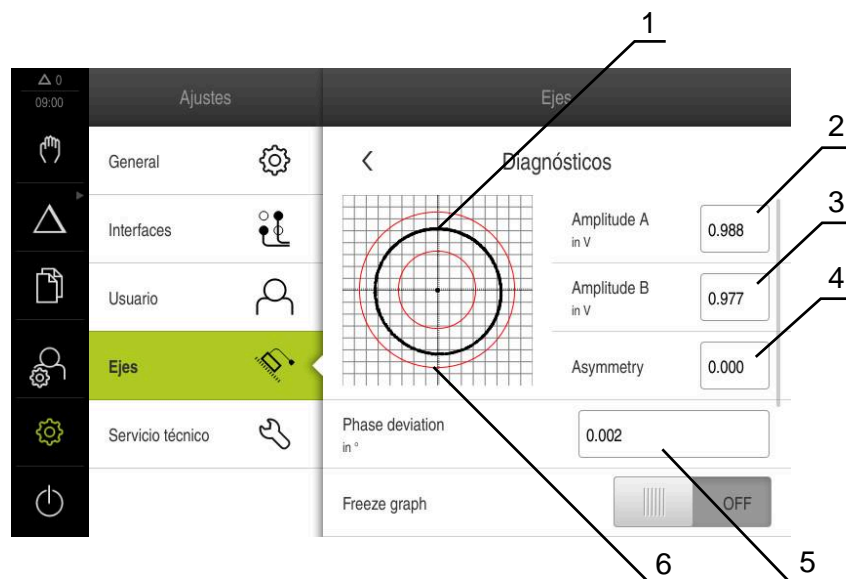 1
△ 0
09:00
Ajustes
Ejes
General
Diagnósticos
2
Amplitude A
in V
0.988
3
Interfaces
Amplitude B
in V
0.977
4
Usuario
Ejes
Asymmetry
0.000
Servicio técnico
Phase deviation
in °
0.002
Freeze graph
OFF
6
5